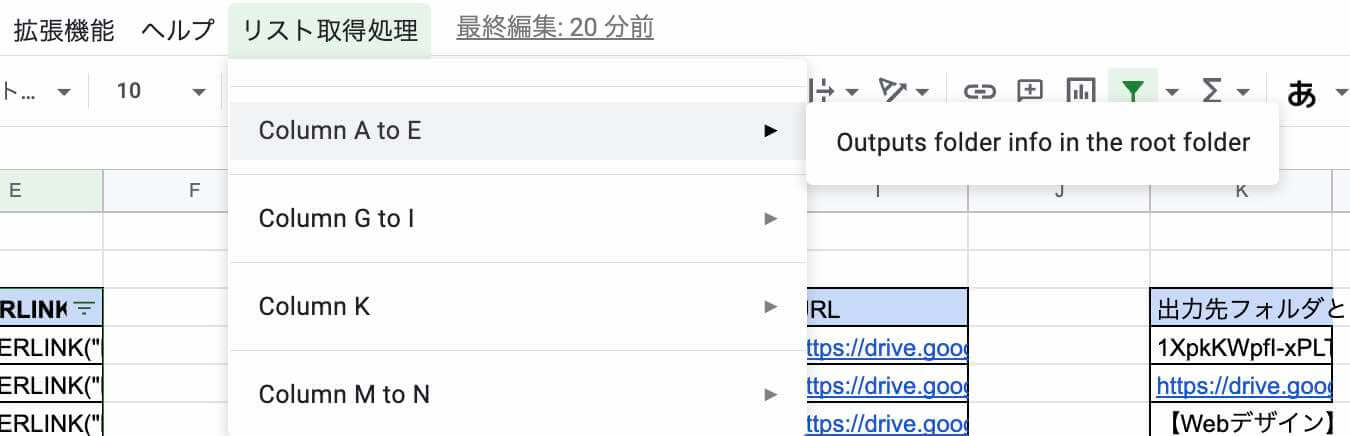 拡張機能 ヘルプ リスト取得処理 最終編集: 20 分前
ト... 10 あ
Column A to E
Outputs folder info in the root folder
E F I J K
Column G to I
Column K
Column M to N
RLINK URL 出力先フォルダと
ERLINK(" ttps://drive.goog 1XpkKWpfI-xPLT
ERLINK(" ttps://drive.goog https://drive.goog
ERLINK(" ttps://drive.goog 【Webデザイン】